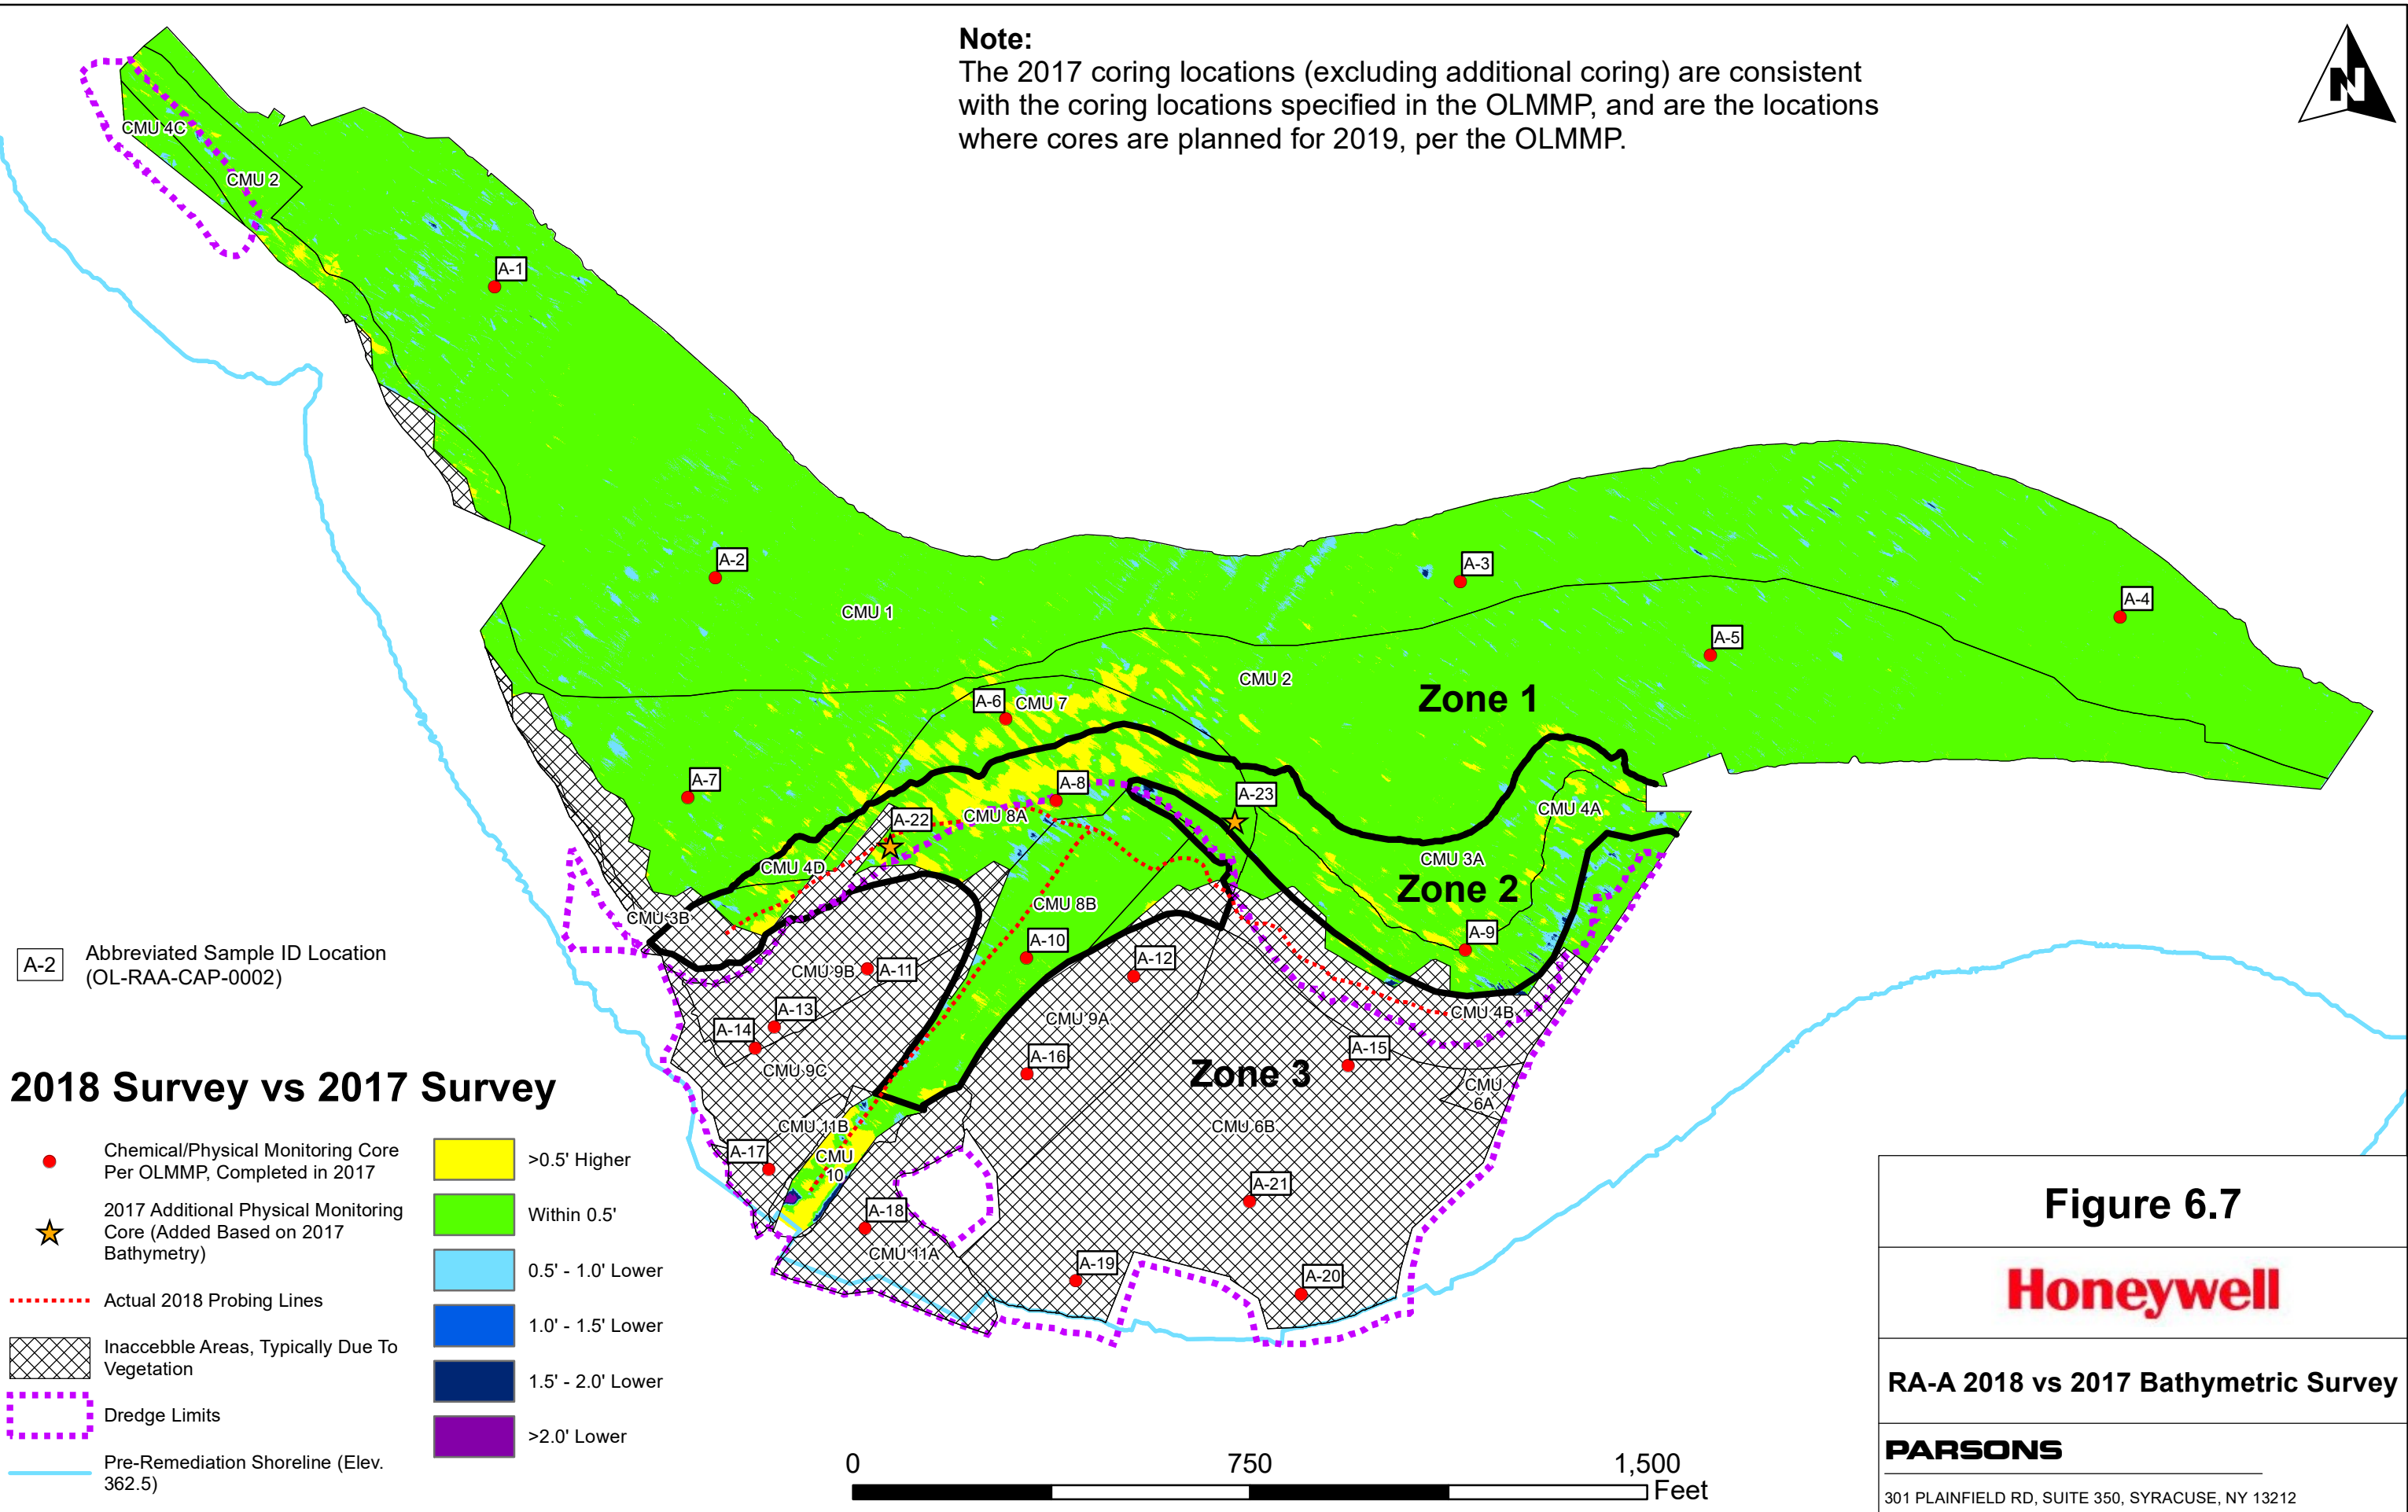 Note:
The 2017 coring locations (excluding additional coring) are consistent
with the coring locations specified in the OLMMP, and are the locations
where cores are planned for 2019, per the OLMMP.
N
CMU 4C
CMU 2
A-1
A-2
A-3
A-4
CMU 1
A-5
CMU 2
Zone 1
A-6
CMU 7
A-7
A-8
A-23
CMU 4A
A-22
CMU 8A
CMU 4D
CMU 3A
Zone 2
CMU 3B
CMU 8B
A-9
A-10
A-12
CMU 9B
A-11
A-13
A-14
CMU 9A
CMU 4B
A-16
A-15
CMU 9C
Zone 3
CMU
6A
CMU 11B
CMU 6B
A-17
CMU
10
A-21
A-18
CMU 11A
A-19
A-20
A-2
Abbreviated Sample ID Location
(OL-RAA-CAP-0002)
2018 Survey vs 2017 Survey
Chemical/Physical Monitoring Core
Per OLMMP, Completed in 2017
2017 Additional Physical Monitoring
Core (Added Based on 2017
Bathymetry)
Actual 2018 Probing Lines
Inaccebble Areas, Typically Due To
Vegetation
Dredge Limits
Pre-Remediation Shoreline (Elev.
362.5)
>0.5' Higher
Within 0.5'
0.5' - 1.0' Lower
1.0' - 1.5' Lower
1.5' - 2.0' Lower
>2.0' Lower
0 750 1,500
Feet
Figure 6.7
Honeywell
RA-A 2018 vs 2017 Bathymetric Survey
PARSONS
301 PLAINFIELD RD, SUITE 350, SYRACUSE, NY 13212